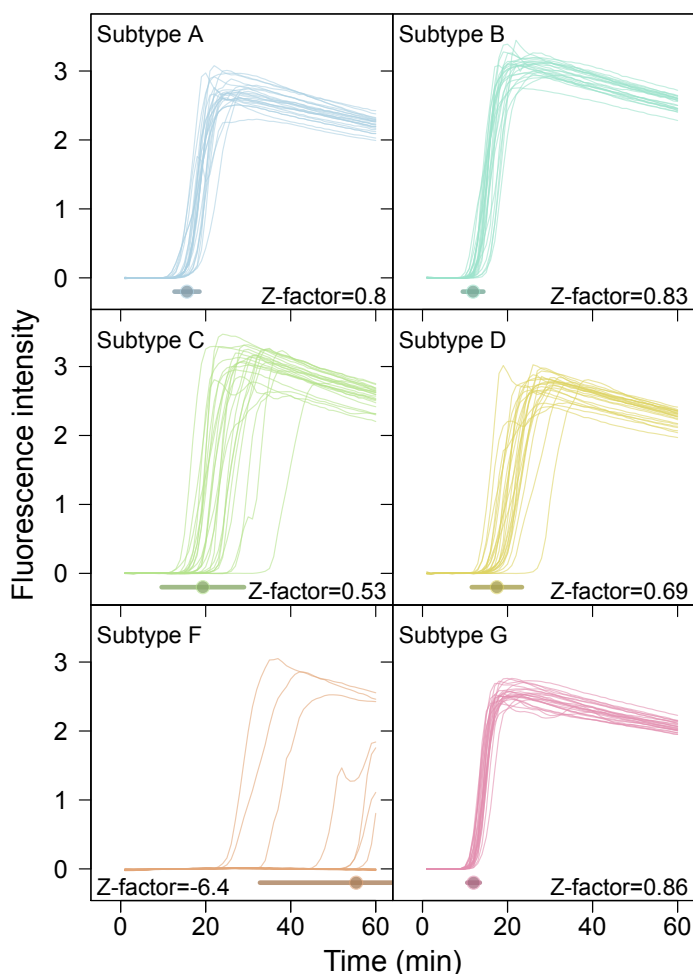 Subtype A
Subtype B
3
2
1
0
Z-factor=0.8
Z-factor=0.83
Subtype C
Subtype D
3
2
1
0
Z-factor=0.53
Z-factor=0.69
Subtype F
Subtype G
3
2
1
0
Z-factor=-6.4
Z-factor=0.86
0 20 40 60
0 20 40 60
Fluorescence intensity
Time (min)